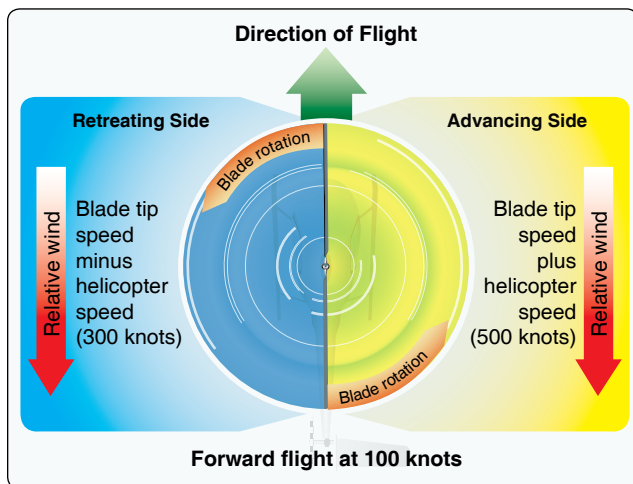 Direction of Flight
Retreating Side
Advancing Side
Blade rotation
Relative wind
Blade tip
speed
minus
helicopter
speed
(300 knots)
Blade tip
speed
plus
helicopter
speed
(500 knots)
Relative wind
Blade rotation
Forward flight at 100 knots